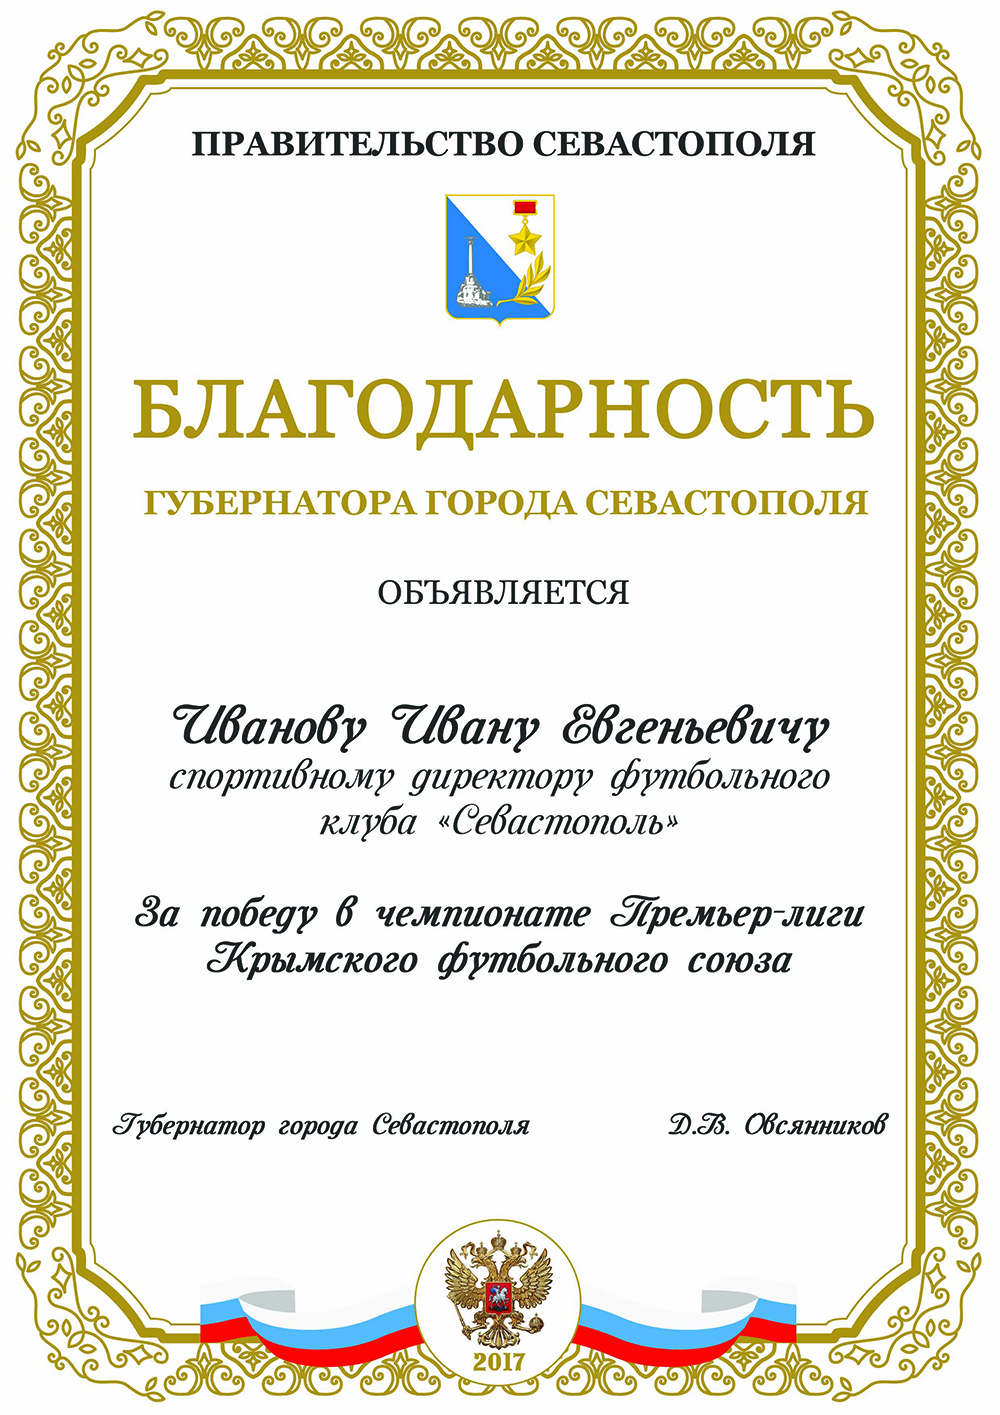 ПРАВИТЕЛЬСТВО СЕВАСТОПОЛЯ
БЛАГОДАРНОСТЬ
ГУБЕРНАТОРА ГОРОДА СЕВАСТОПОЛЯ
ОБЪЯВЛЯЕТСЯ
Иванову Ивану Евгеньевичу
спортивному директору футбольного
клуба «Севастополь»
За победу в чемпионате Премьер-лиги
Крымского футбольного союза
Губернатор города Севастополя Д.В. Овсянников
2017